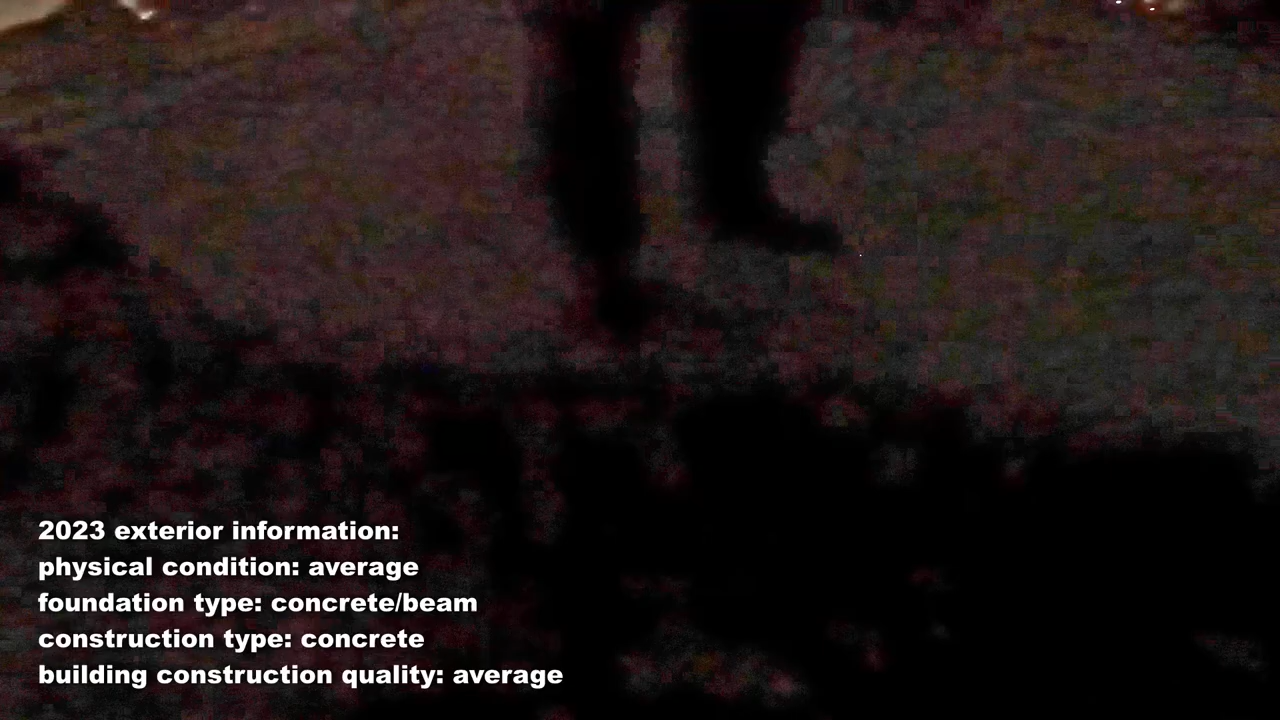 2023 exterior information:
physical condition: average
foundation type: concrete/beam
construction type: concrete
building construction quality: average